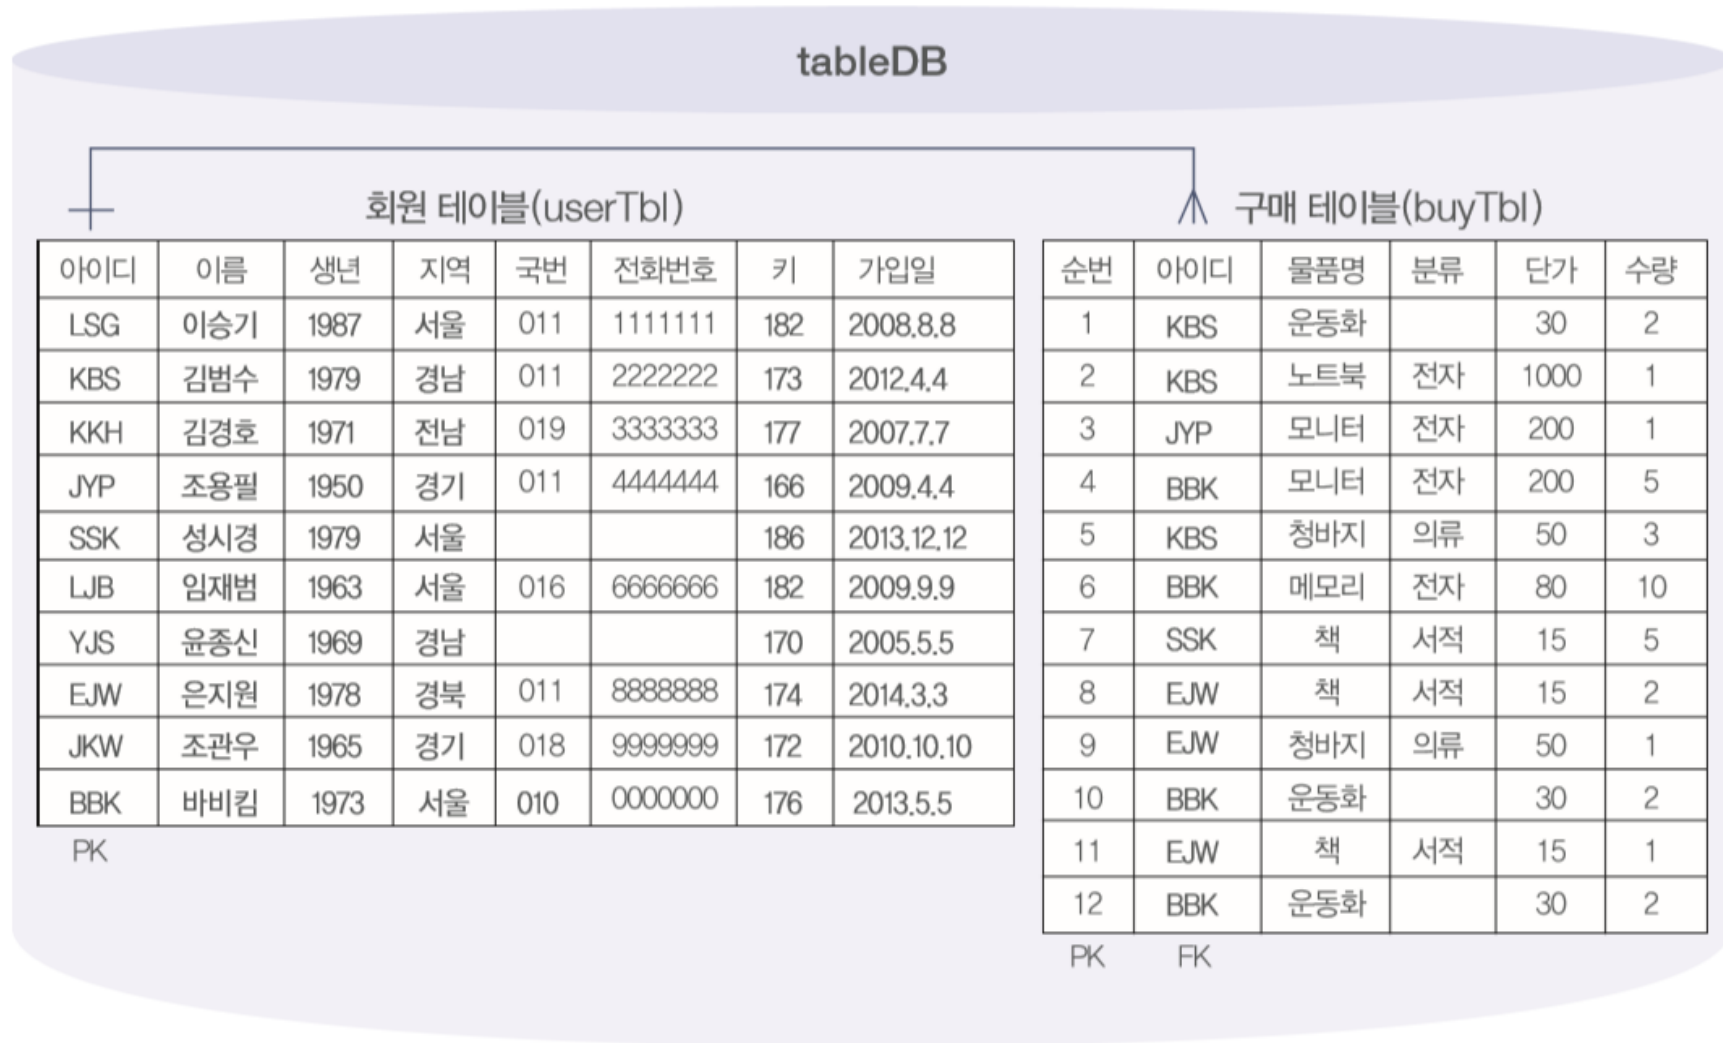 tableDB
회원 테이블(userTbl)
아이디 이름 생년 지역 국번 전화번호 키 가입일
LSG 이승기 1987 서울 011 1111111 182 2008.8.8
KBS 김범수 1979 경남 011 2222222 173 2012.4.4
KKH 김경호 1971 전남 019 3333333 177 2007.7.7
JYP 조용필 1950 경기 011 4444444 166 2009.4.4
SSK 성시경 1979 서울 186 2013.12.12
LJB 임재범 1963 서울 016 6666666 182 2009.9.9
YJS 윤종신 1969 경남 170 2005.5.5
EJW 은지원 1978 경북 011 8888888 174 2014.3.3
JKW 조관우 1965 경기 018 9999999 172 2010.10.10
BBK 바비킴 1973 서울 010 0000000 176 2013.5.5
PK
구매 테이블(buyTbl)
순번 아이디 물품명 분류 단가 수량
1 KBS 운동화 30 2
2 KBS 노트북 전자 1000 1
3 JYP 모니터 전자 200 1
4 BBK 모니터 전자 200 5
5 KBS 청바지 의류 50 3
6 BBK 메모리 전자 80 10
7 SSK 책 서적 15 5
8 EJW 책 서적 15 2
9 EJW 청바지 의류 50 1
10 BBK 운동화 30 2
11 EJW 책 서적 15 1
12 BBK 운동화 30 2
PK FK